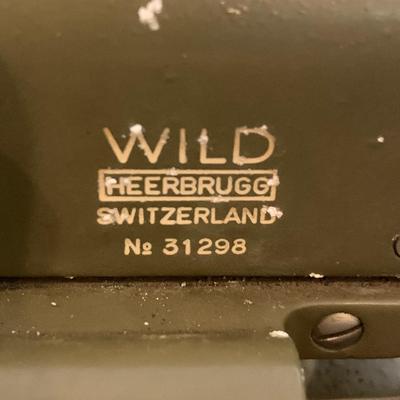 WILD
HEERBRUGG
SWITZERLAND
№ 31298